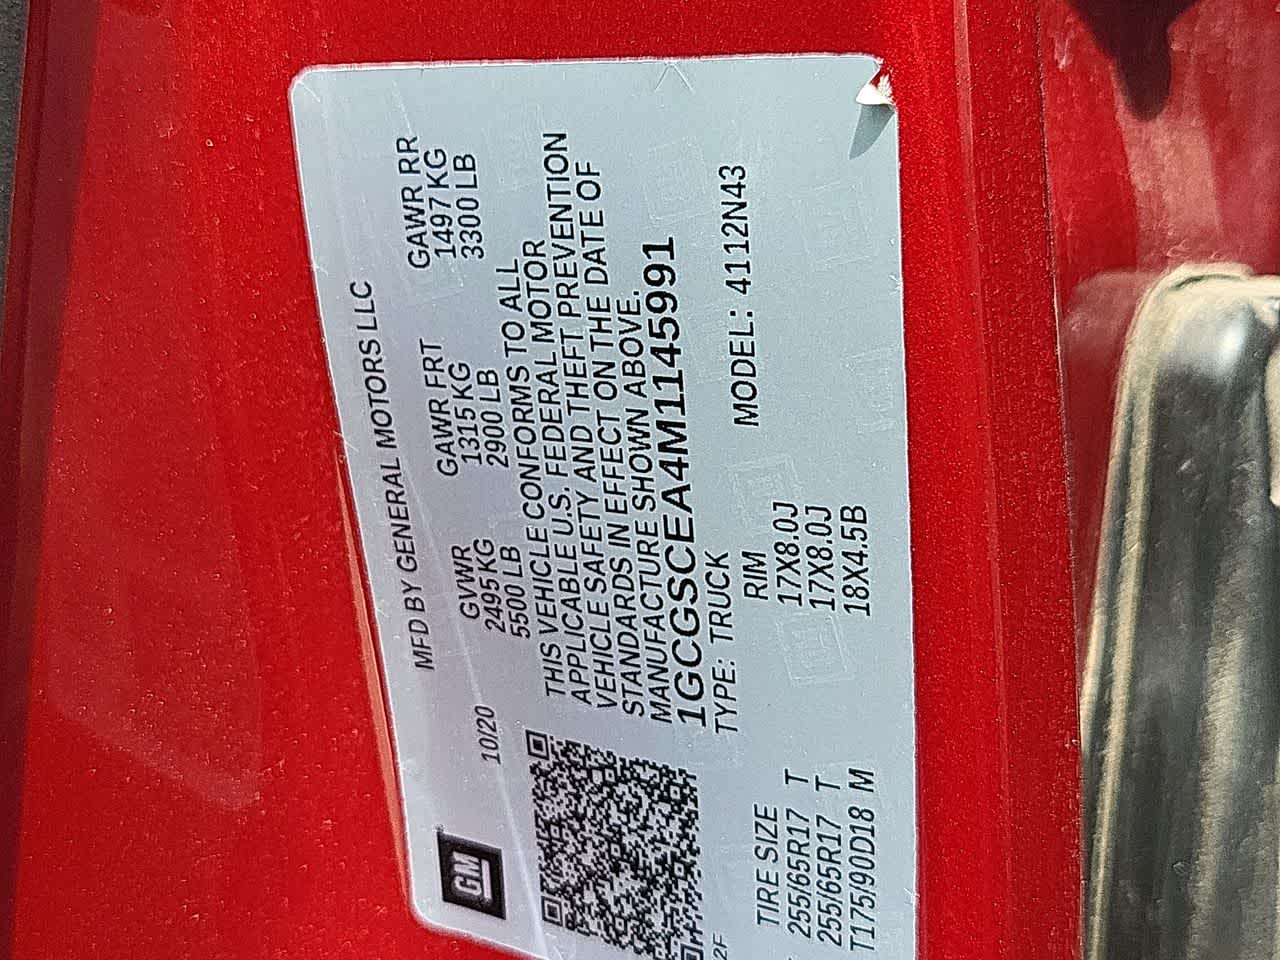 MFD BY GENERAL MOTORS LLC
GM
10/20
GVWR GAWR FRT GAWR RR
2495 KG 1315 KG 1497 KG
5500 LB 2900 LB 3300 LB
THIS VEHICLE CONFORMS TO ALL
APPLICABLE U.S. FEDERAL MOTOR
VEHICLE SAFETY AND THEFT PREVENTION
STANDARDS IN EFFECT ON THE DATE OF
MANUFACTURE SHOWN ABOVE.
1GCGSCEA4M1145991
TYPE: TRUCK MODEL: 4112N43
2F
TIRE SIZE RIM
255/65R17 T 17X8.0J
255/65R17 T 17X8.0J
T175/90D18 M 18X4.5B